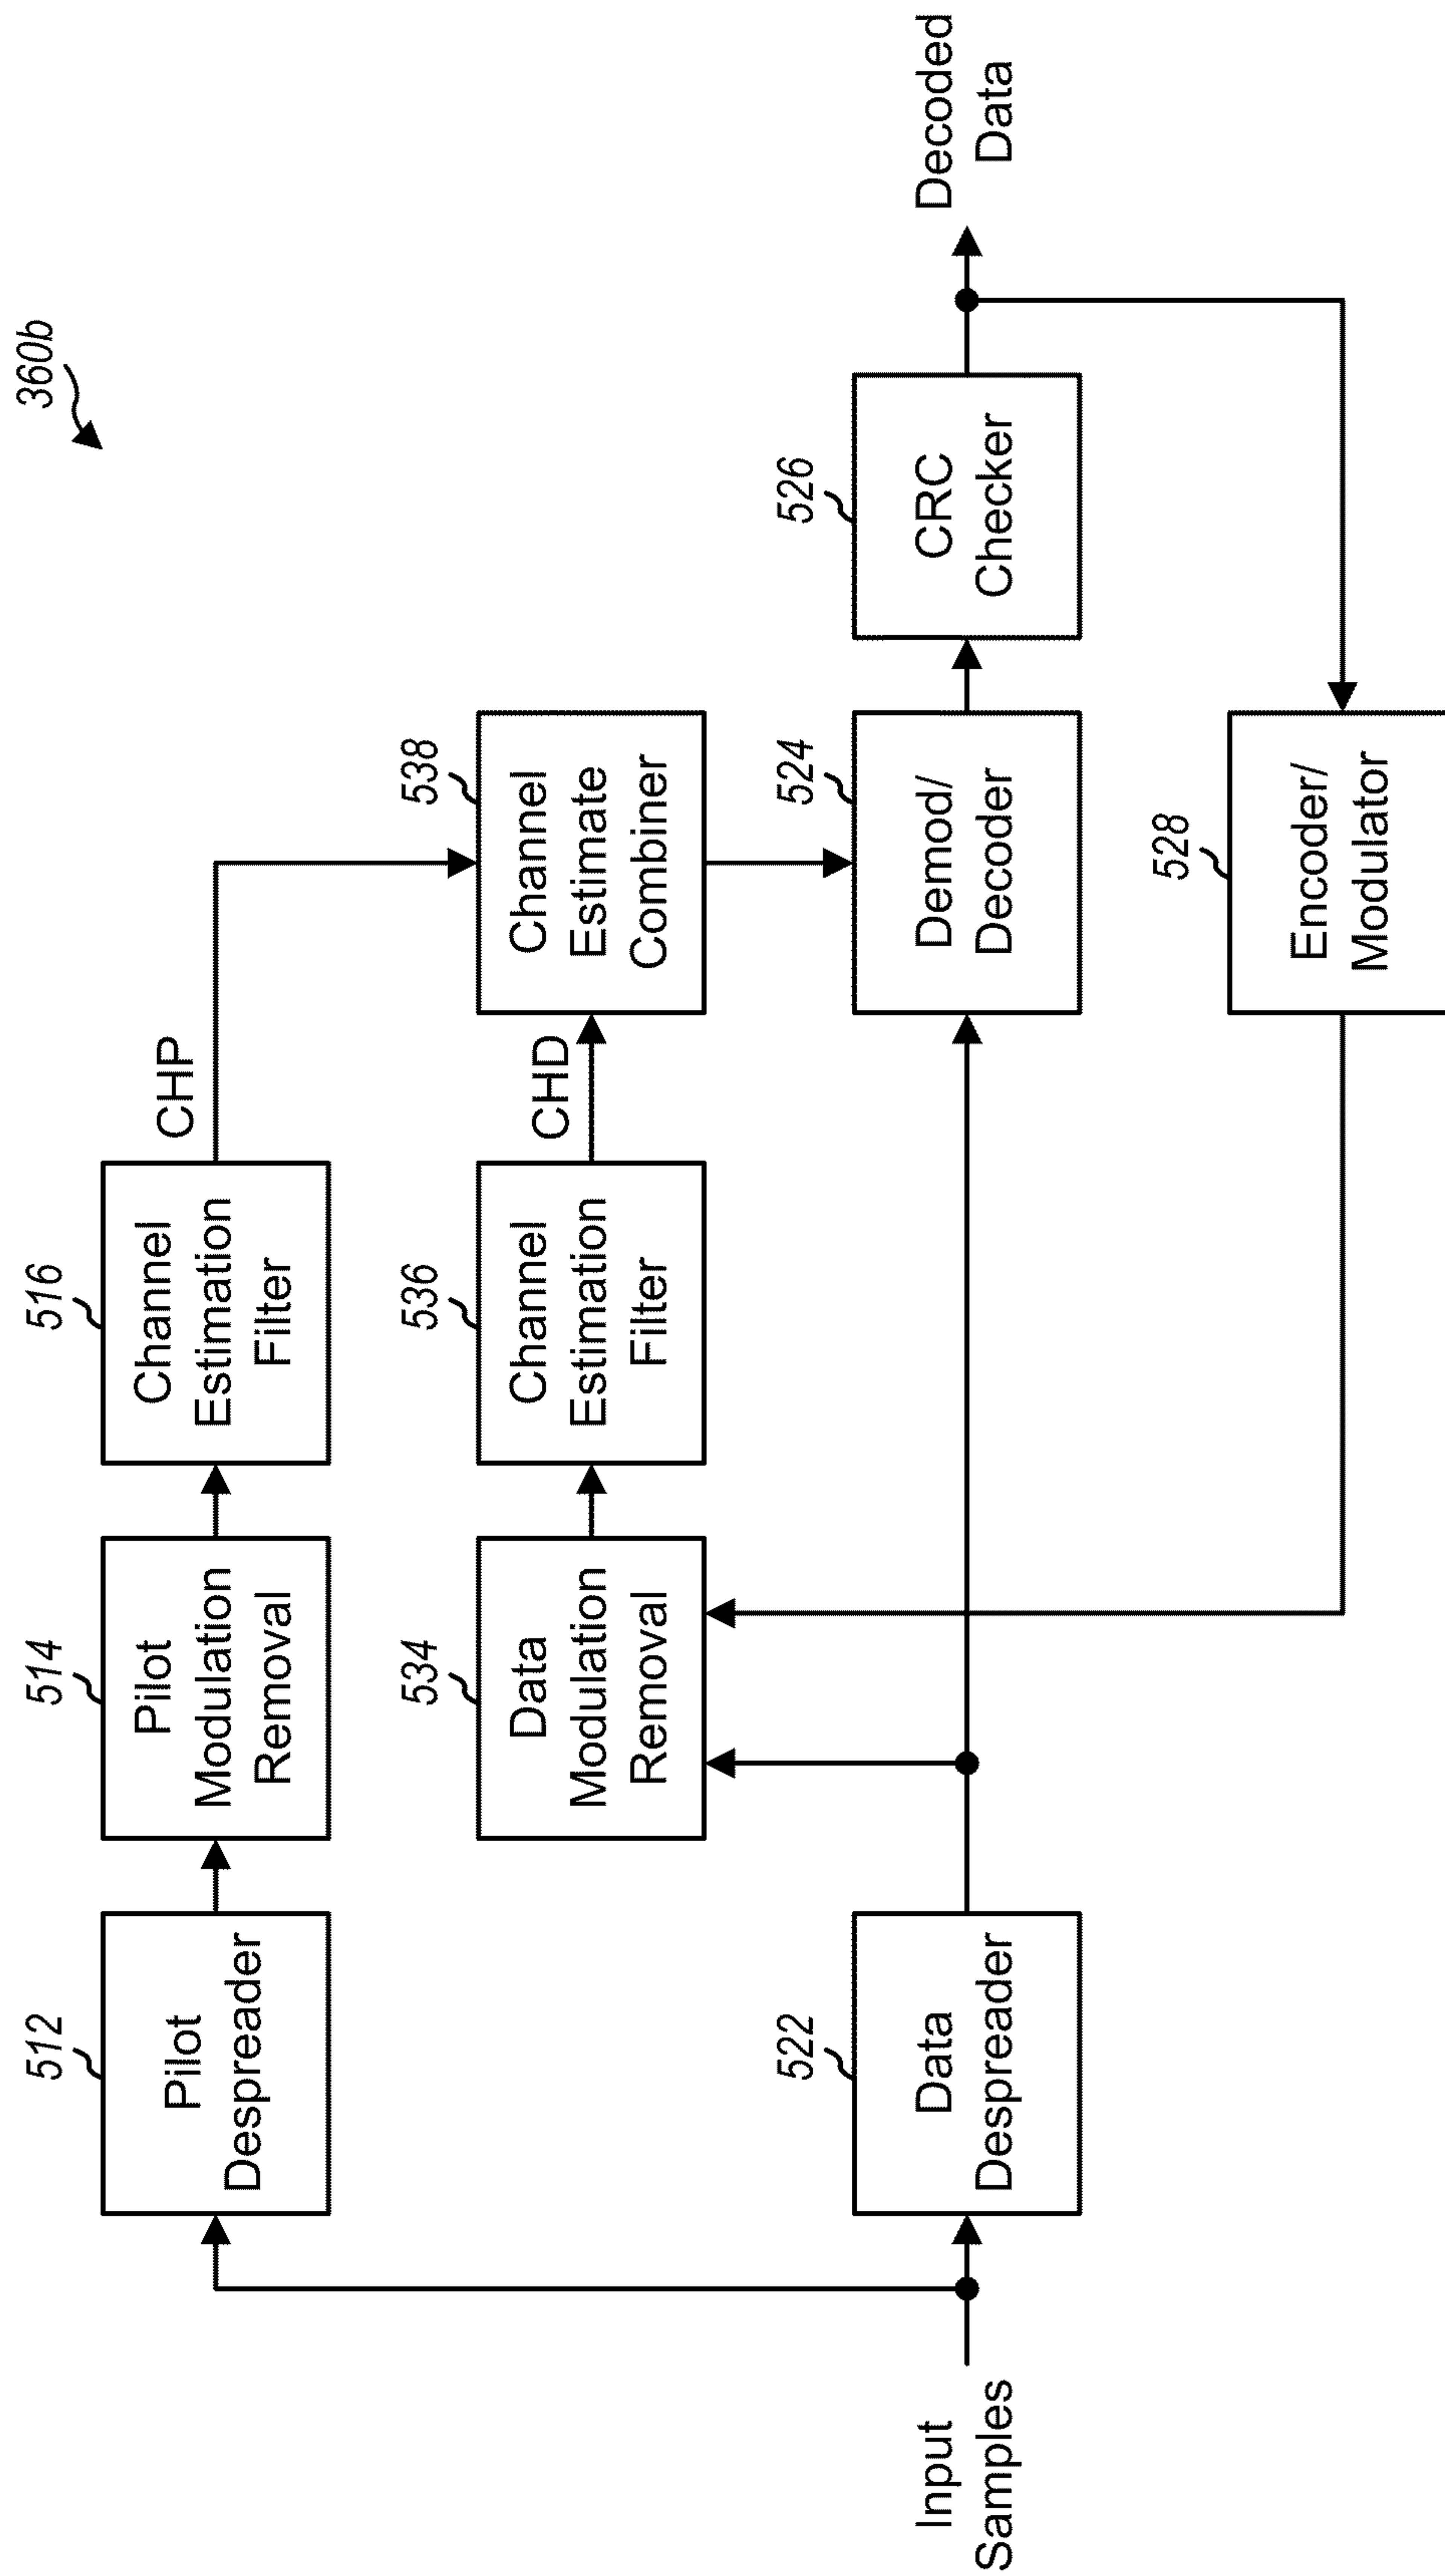 360b
512
Pilot
Despreader
514
Pilot
Modulation
Removal
516
Channel
Estimation
Filter
CHP
534
Data
Modulation
Removal
536
Channel
Estimation
Filter
CHD
538
Channel
Estimate
Combiner
Input
Samples
522
Data
Despreader
524
Demod/
Decoder
526
CRC
Checker
Decoded
Data
528
Encoder/
Modulator